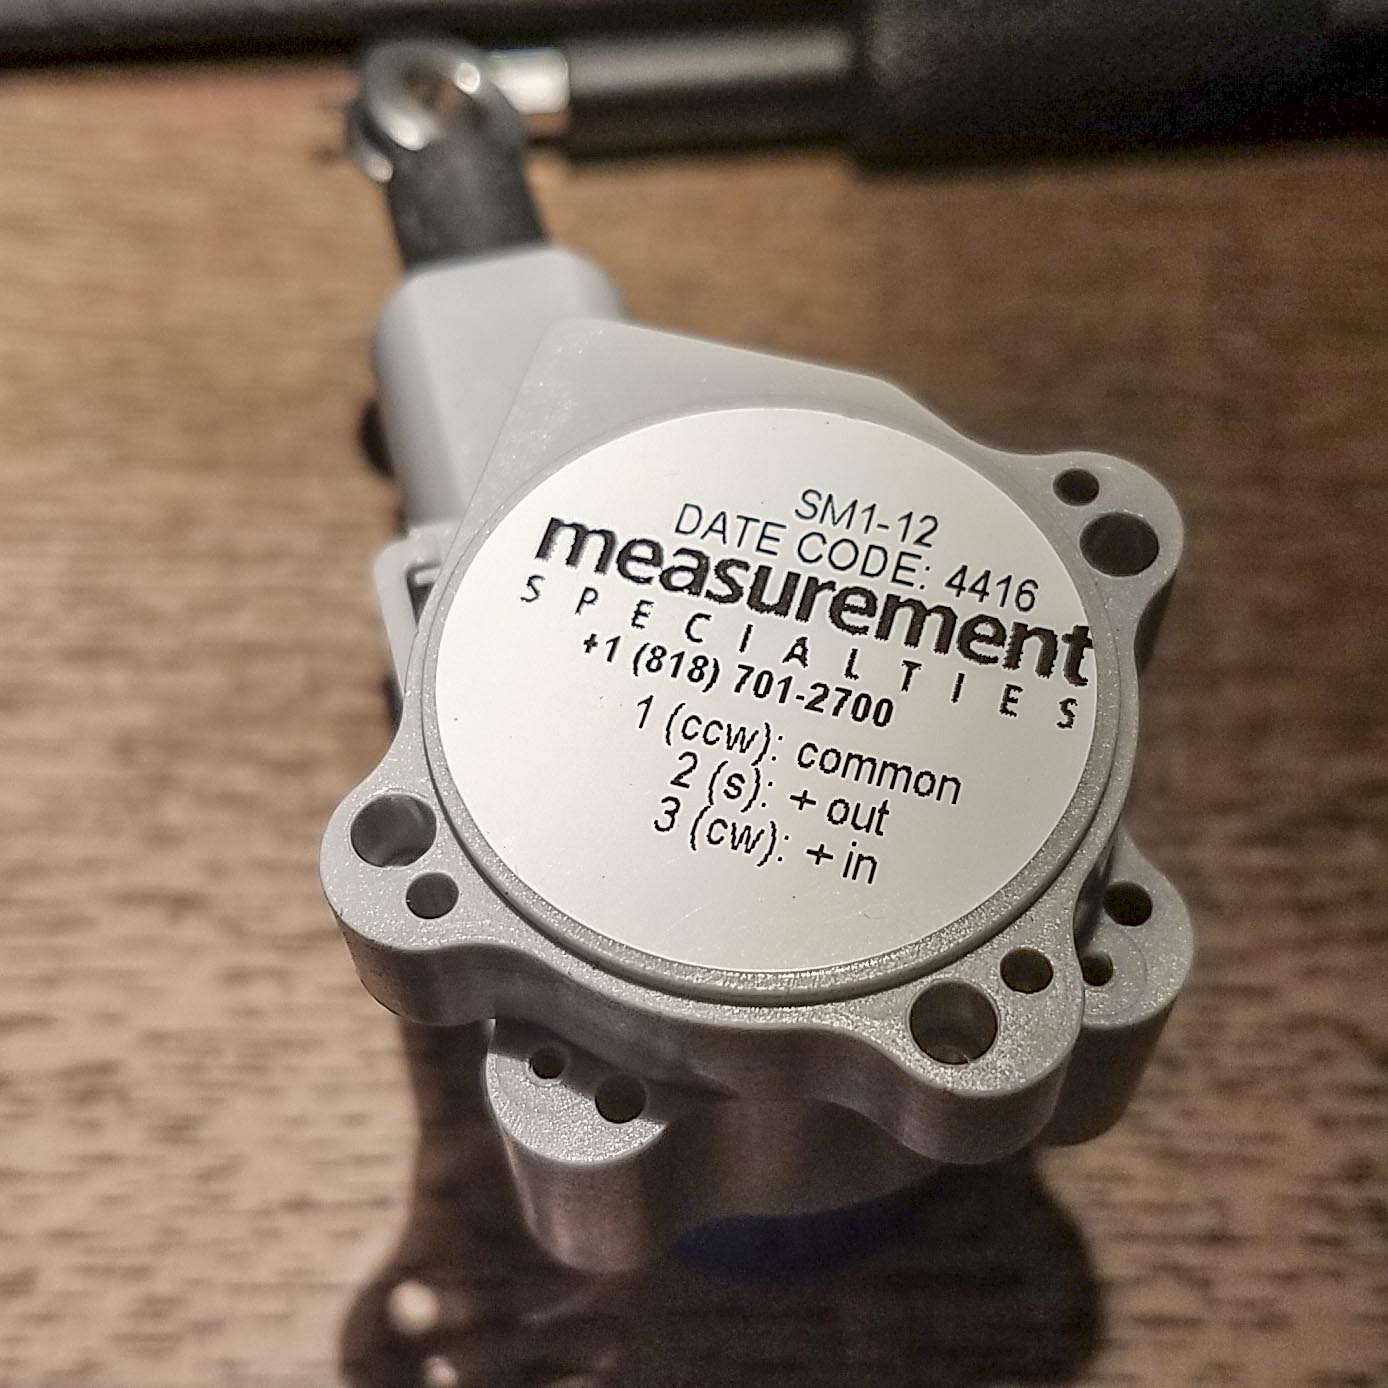 SM1-12
DATE CODE: 4416
measurement
SPECIALTIES
+1 (818) 701-2700
1 (ccw): common
2 (s): + out
3 (cw): + in